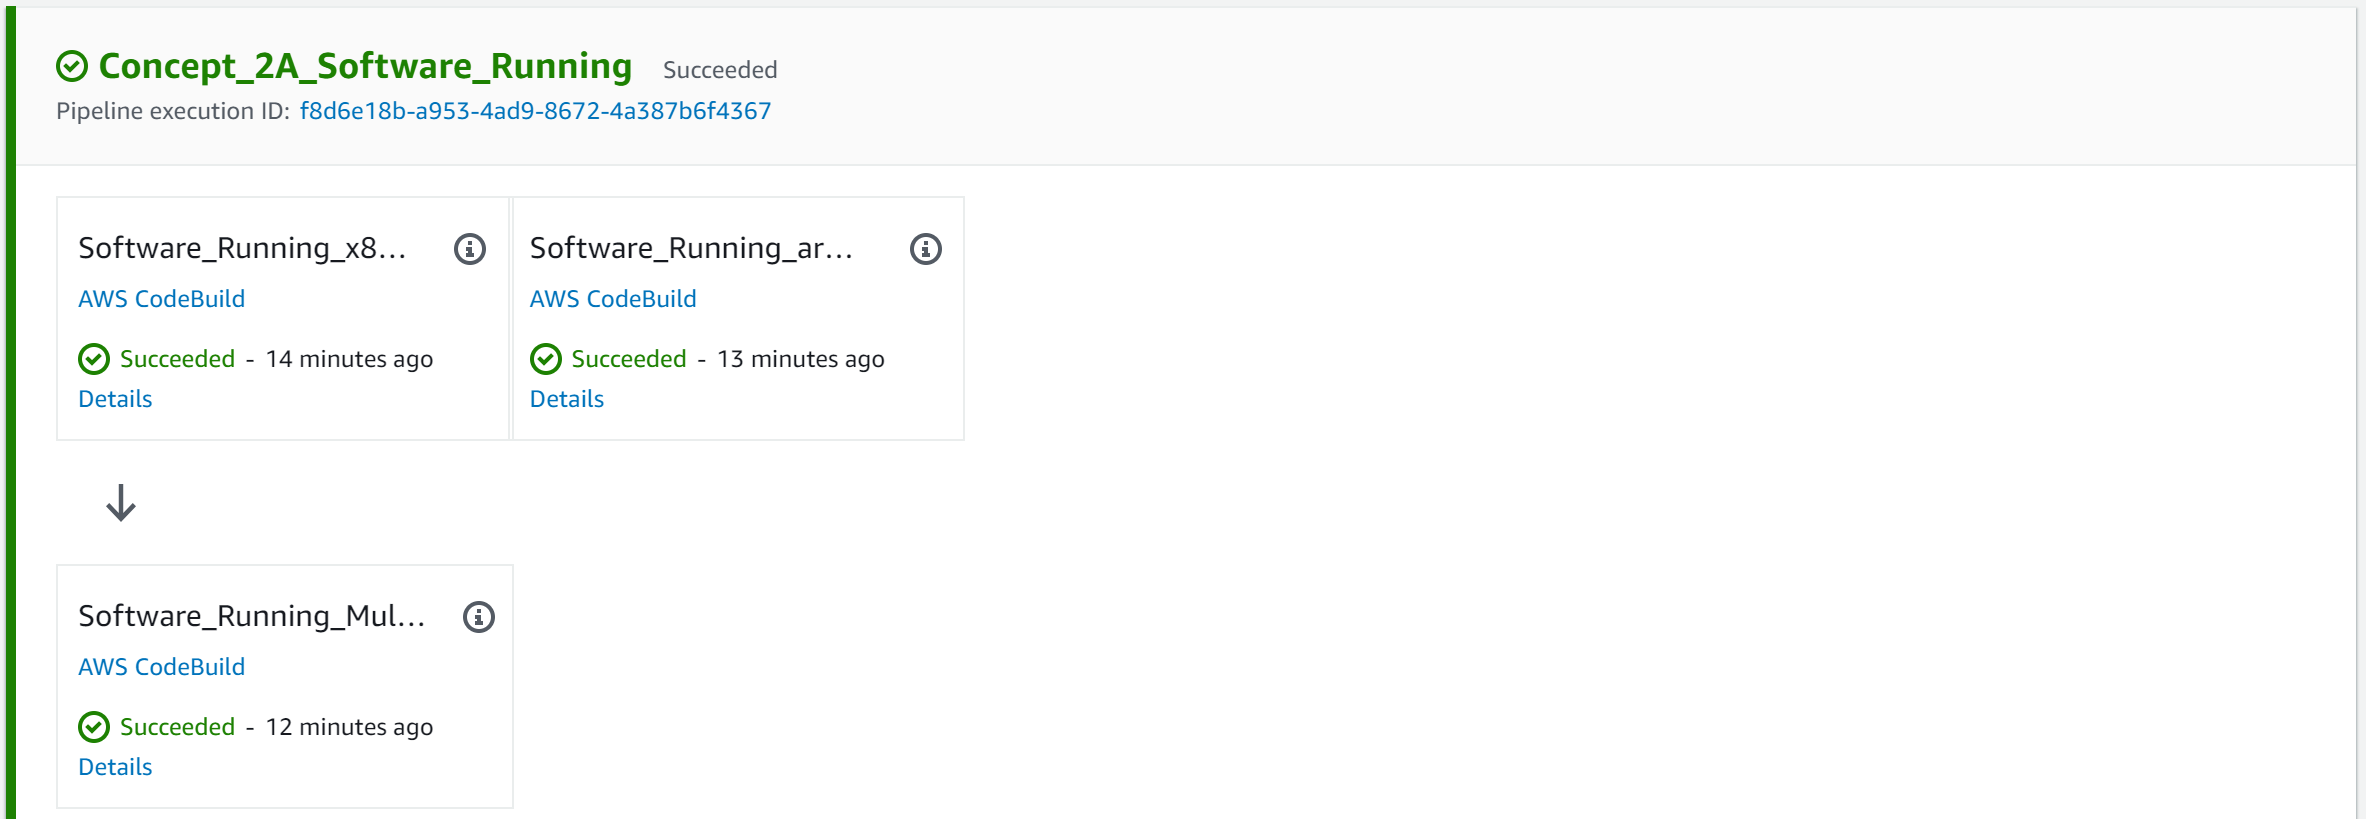 Concept_2A_Software_Running Succeeded
Pipeline execution ID: f8d6e18b-a953-4ad9-8672-4a387b6f4367
Software_Running_x8...
AWS CodeBuild
Succeeded - 14 minutes ago
Details
Software_Running_ar...
AWS CodeBuild
Succeeded - 13 minutes ago
Details
Software_Running_Mul...
AWS CodeBuild
Succeeded - 12 minutes ago
Details